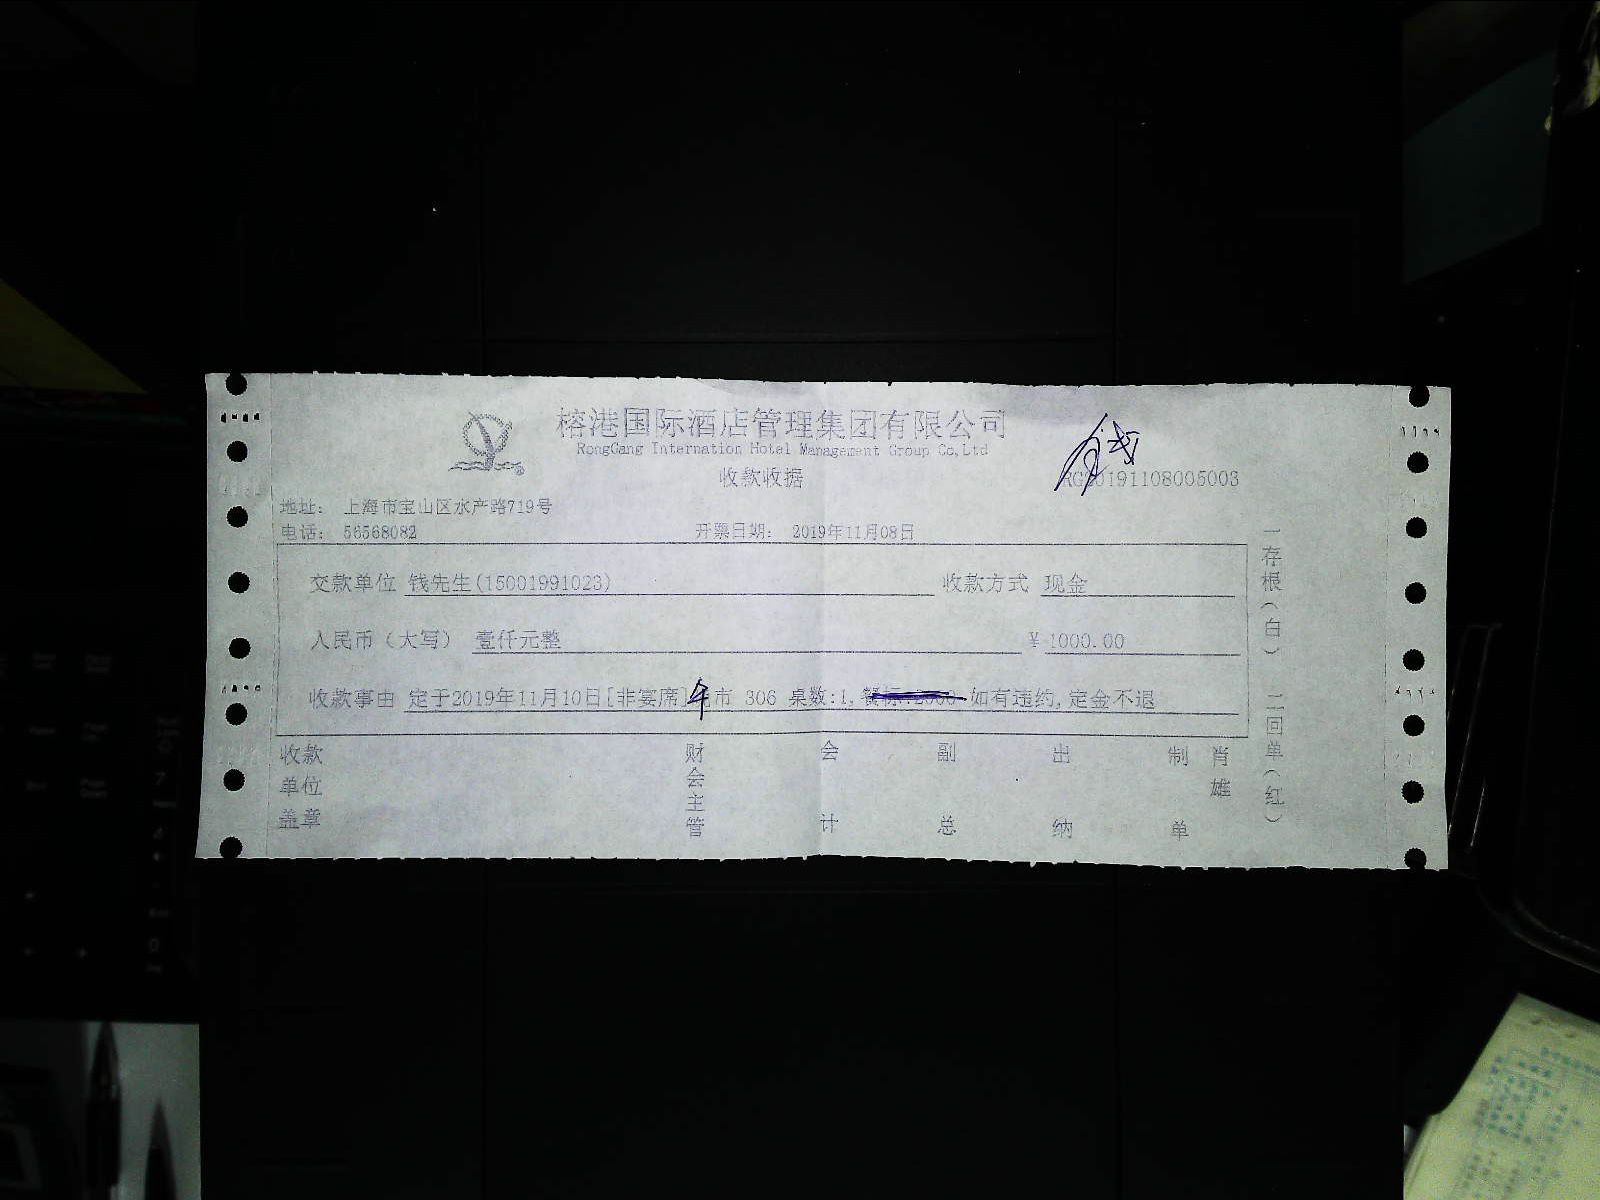 榕港国际酒店管理集团有限公司
RongGang Internation Hotel Management Group Co,Ltd
收款收据
0191108005003
地址: 上海市宝山区水产路719号
电话: 56568082 开票日期: 2019年11月08日
交款单位 钱先生(15001991023) 收款方式 现金
人民币（大写） 壹仟元整 ¥ 1000.00
收款事由 定于2019年11月10日[非宴席]午市 306 桌数:1, 如有违约,定金不退
收款单位盖章 财会主管 会计 副总 出纳 制单 肖雄
一存根(白) 二回单(红)